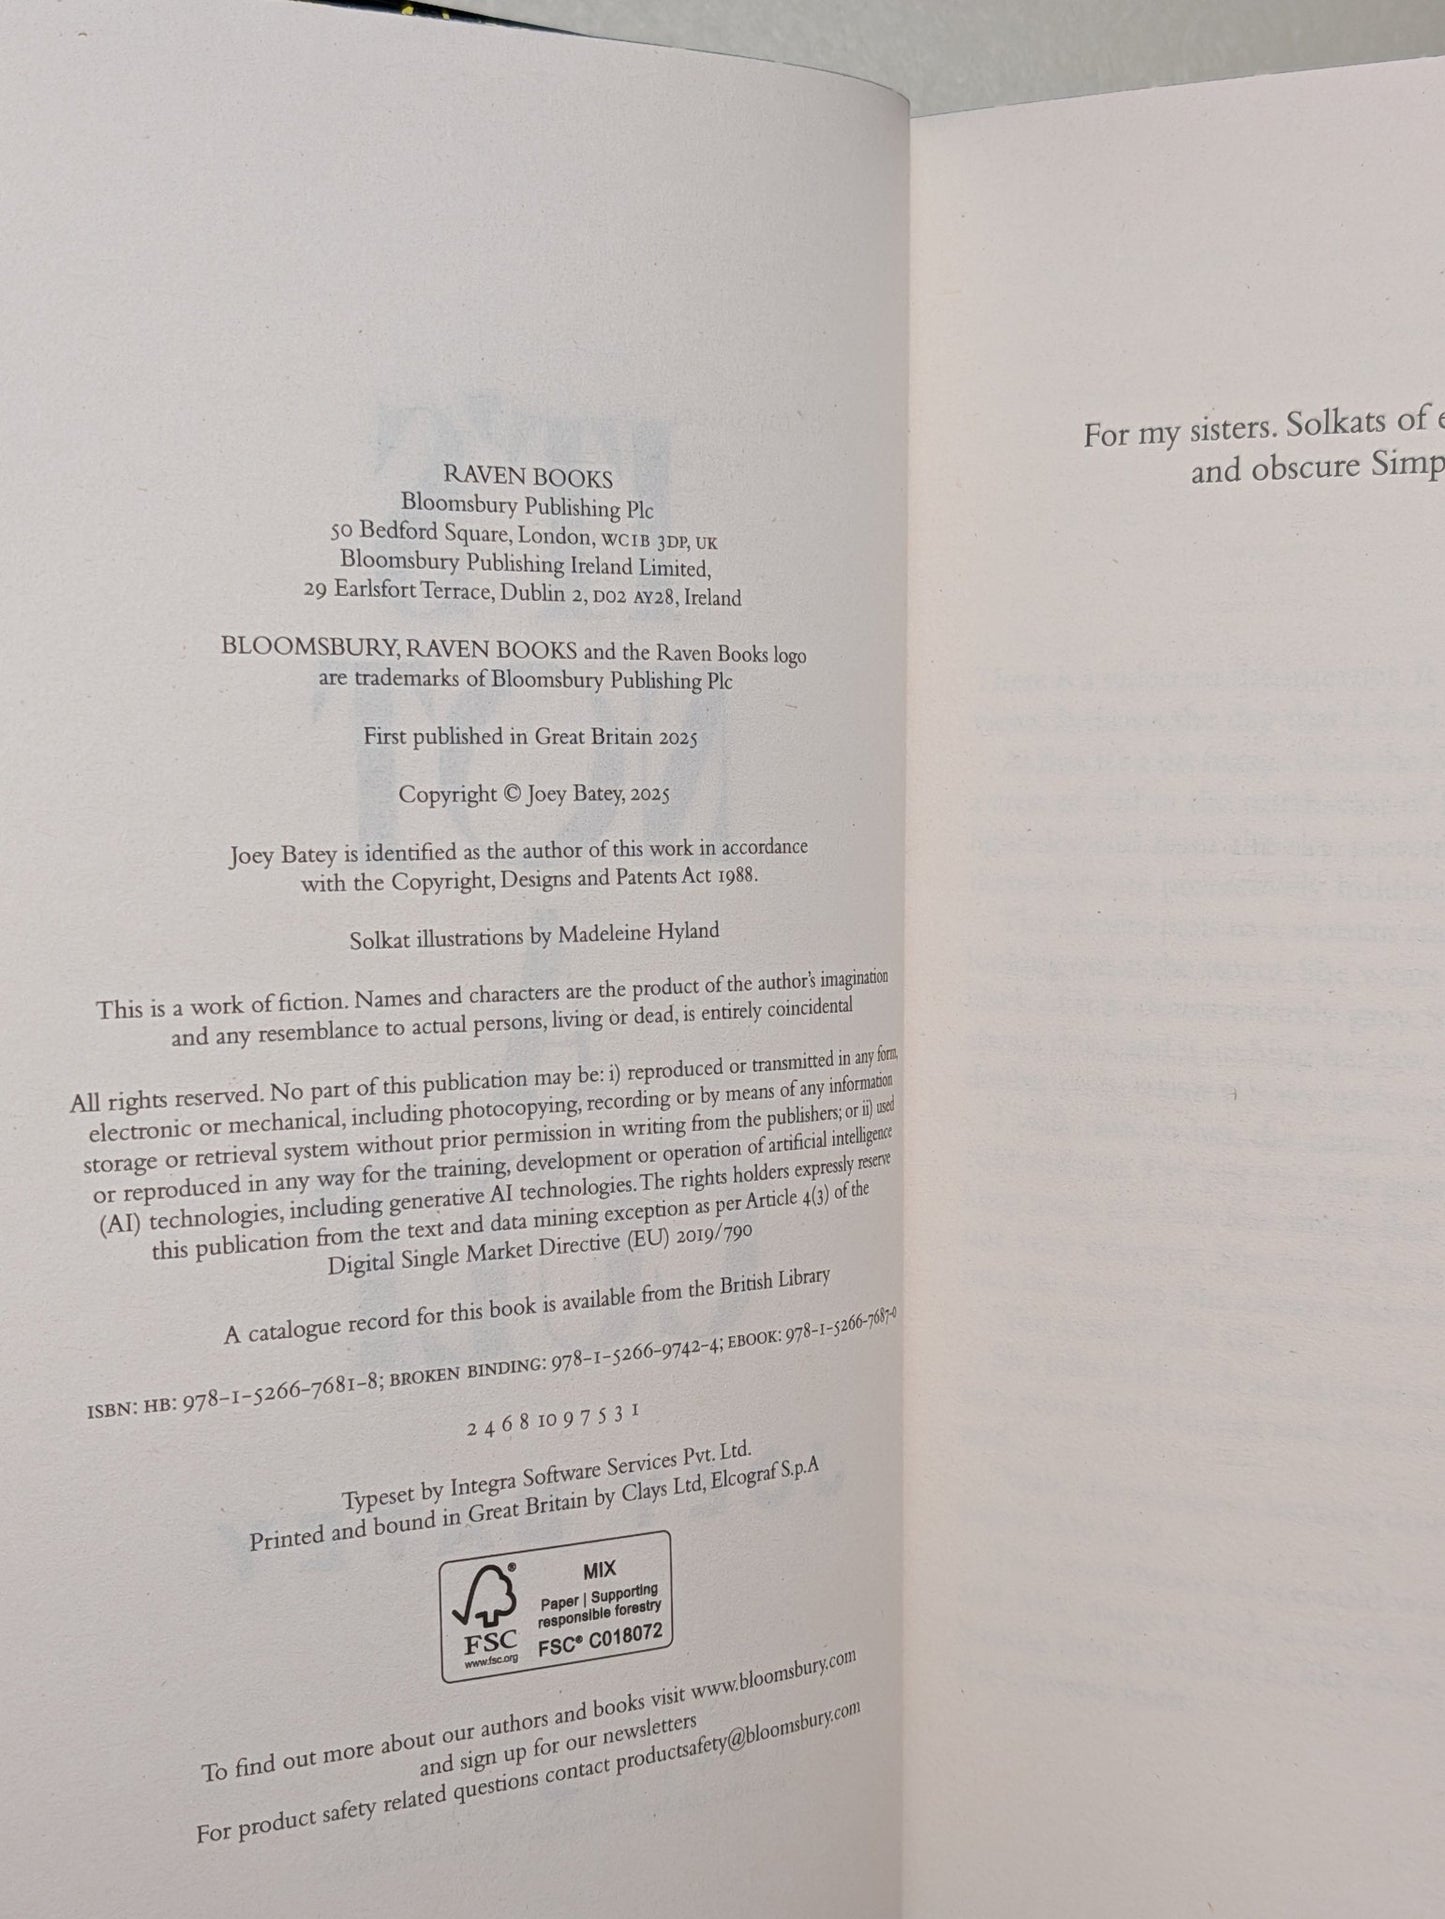 RAVEN BOOKS
Bloomsbury Publishing Plc
50 Bedford Square, London, WC1B 3DP, UK
Bloomsbury Publishing Ireland Limited,
29 Earlsfort Terrace, Dublin 2, D02 AY28, Ireland
BLOOMSBURY, RAVEN BOOKS and the Raven Books logo
are trademarks of Bloomsbury Publishing Plc
First published in Great Britain 2025
Copyright © Joey Batey, 2025
Joey Batey is identified as the author of this work in accordance
with the Copyright, Designs and Patents Act 1988.
Solkat illustrations by Madeleine Hyland
This is a work of fiction. Names and characters are the product of the author's imagination
and any resemblance to actual persons, living or dead, is entirely coincidental
All rights reserved. No part of this publication may be: i) reproduced or transmitted in any form,
electronic or mechanical, including photocopying, recording or by means of any information
storage or retrieval system without prior permission in writing from the publishers; or ii) used
or reproduced in any way for the training, development or operation of artificial intelligence
(AI) technologies, including generative AI technologies. The rights holders expressly reserve
this publication from the text and data mining exception as per Article 4(3) of the
Digital Single Market Directive (EU) 2019/790
A catalogue record for this book is available from the British Library
ISBN: HB: 978-1-5266-7681-8; BROKEN BINDING: 978-1-5266-9742-4; EBOOK: 978-1-5266-7687-0
2 4 6 8 10 9 7 5 3 1
Typeset by Integra Software Services Pvt. Ltd.
Printed and bound in Great Britain by Clays Ltd, Elcograf S.p.A
MIX
Paper | Supporting
responsible forestry
FSC® C018072
FSC
www.fsc.org
To find out more about our authors and books visit www.bloomsbury.com
and sign up for our newsletters
For product safety related questions contact productsafety@bloomsbury.com
For my sisters. Solkats of
and obscure Simp